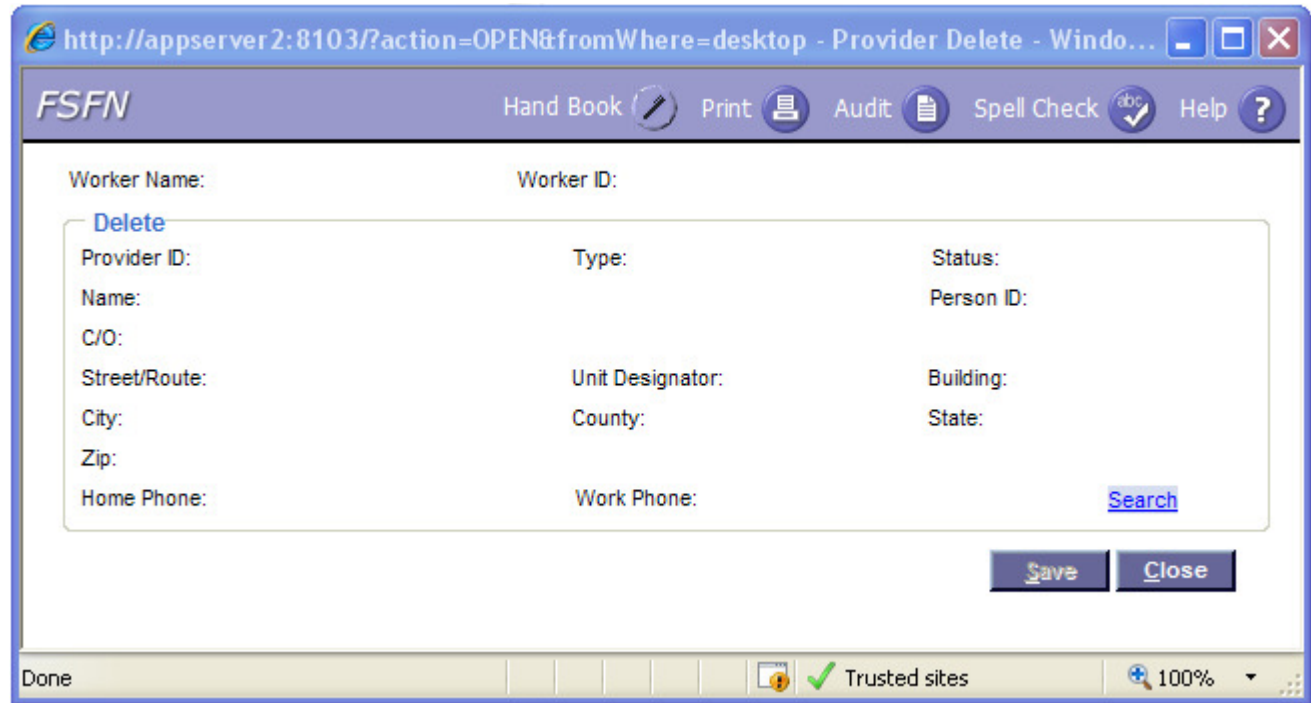 http://appserver2:8103/?action=OPEN&fromWhere=desktop - Provider Delete - Windo...
FSFN Hand Book Print Audit Spell Check abc Help ?
Worker Name: Worker ID:
Delete
Provider ID: Type: Status:
Name: Person ID:
C/O:
Street/Route: Unit Designator: Building:
City: County: State:
Zip:
Home Phone: Work Phone: Search
Save Close
Done Trusted sites 100%